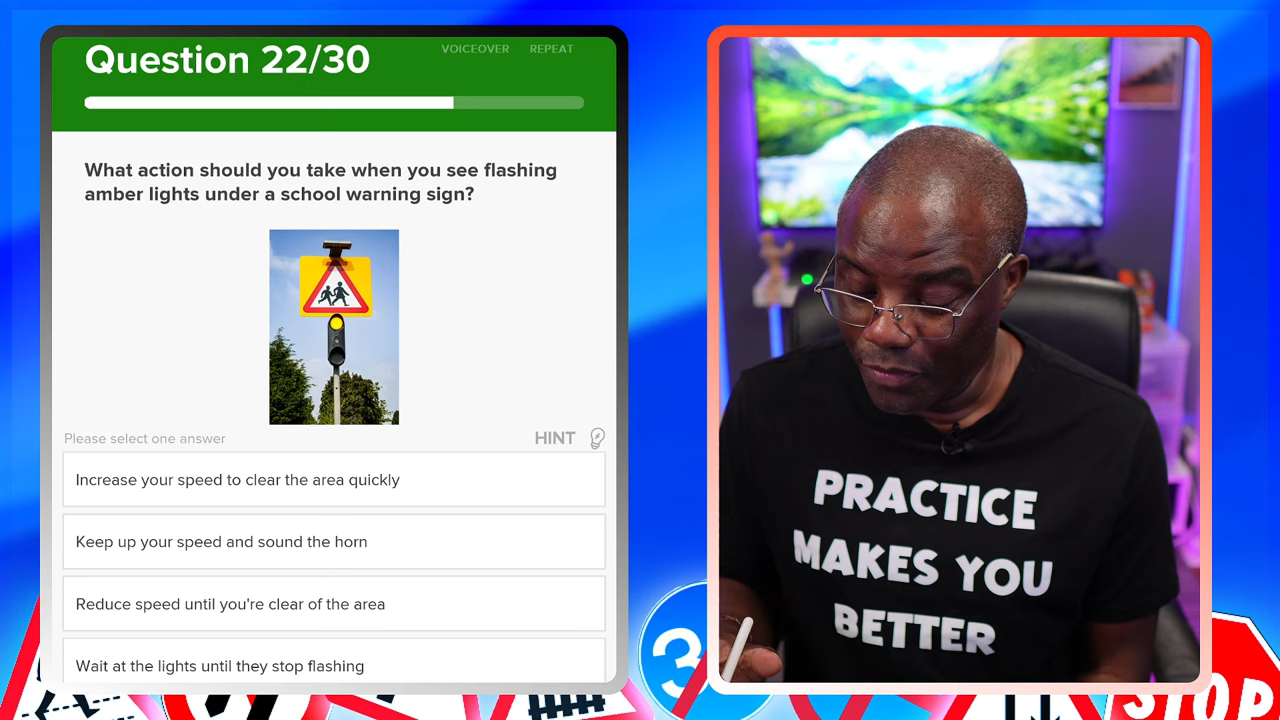 Question 22/30
VOICEOVER REPEAT
What action should you take when you see flashing
amber lights under a school warning sign?
Please select one answer
HINT
Increase your speed to clear the area quickly
Keep up your speed and sound the horn
Reduce speed until you're clear of the area
Wait at the lights until they stop flashing
PRACTICE
MAKES YOU
BETTER
3
STOP